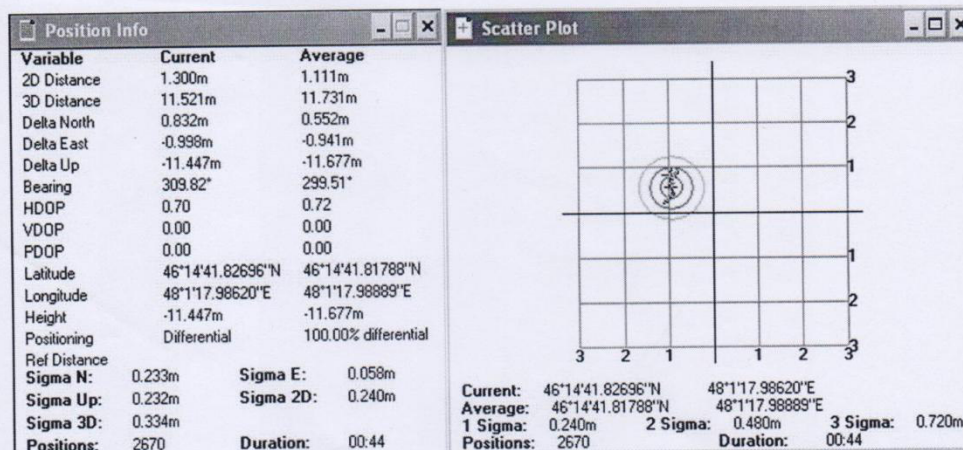 Position Info
Variable Current Average
2D Distance 1.300m 1.111m
3D Distance 11.521m 11.731m
Delta North 0.832m 0.552m
Delta East -0.998m -0.941m
Delta Up -11.447m -11.677m
Bearing 309.82° 299.51°
HDOP 0.70 0.72
VDOP 0.00 0.00
PDOP 0.00 0.00
Latitude 46°14'41.82696"N 46°14'41.81788"N
Longitude 48°1'17.98620"E 48°1'17.98889"E
Height -11.447m -11.677m
Positioning Differential 100.00% differential
Ref Distance
Sigma N: 0.233m Sigma E: 0.058m
Sigma Up: 0.232m Sigma 2D: 0.240m
Sigma 3D: 0.334m
Positions: 2670 Duration: 00:44
Scatter Plot
3
2
1
1
2
3
3 2 1 1 2 3
Current: 46°14'41.82696"N 48°1'17.98620"E
Average: 46°14'41.81788"N 48°1'17.98889"E
1 Sigma: 0.240m 2 Sigma: 0.480m 3 Sigma: 0.720m
Positions: 2670 Duration: 00:44